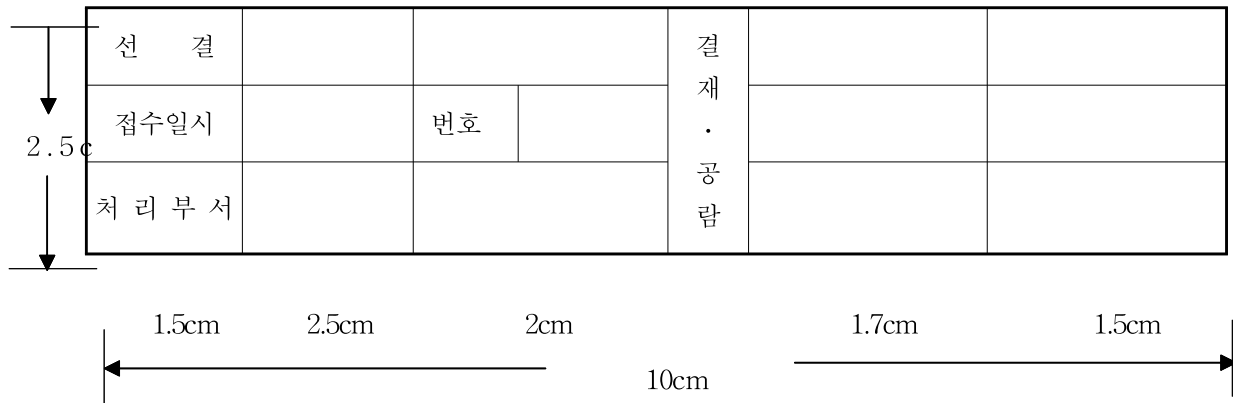 선 결
접수일시
번호
처 리 부 서
결
재
·
공
람
2.5c
1.5cm 2.5cm 2cm 1.7cm 1.5cm
10cm